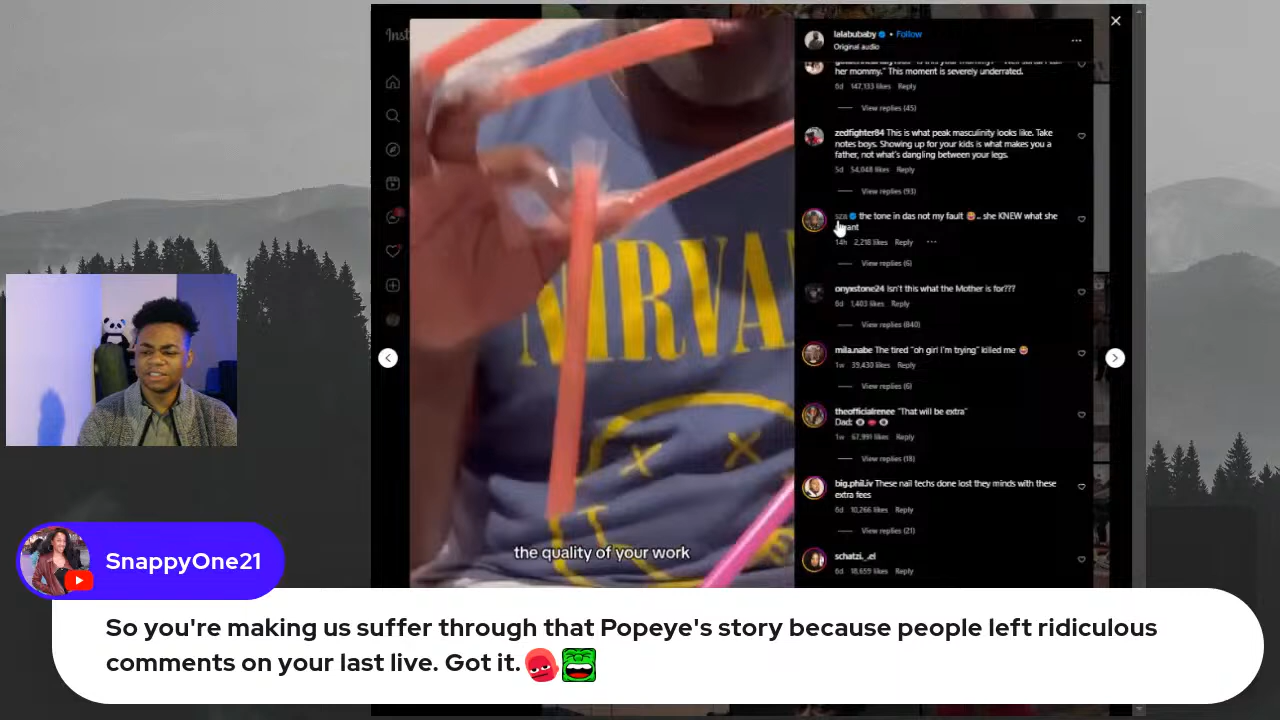 Inst
lalabubaby • Follow
Original audio
her mommy." This moment is severely underrated.
6d 147,133 likes Reply
View replies (45)
zedfighter84 This is what peak masculinity looks like. Take
notes boys. Showing up for your kids is what makes you a
father, not what's dangling between your legs.
5d 54,048 likes Reply
View replies (93)
sza the tone in das not my fault 🤣.. she KNEW what she
want
14h 2,218 likes Reply
View replies (6)
onyxstone24 Isn't this what the Mother is for???
6d 1,403 likes Reply
View replies (840)
mila.nabe The tired "oh girl I'm trying" killed me 🤣
1w 39,430 likes Reply
View replies (6)
theofficialrenee "That will be extra"
Dad: 👁️👄👁️
1w 67,991 likes Reply
View replies (18)
big.phil.iv These nail techs done lost they minds with these
extra fees
6d 10,266 likes Reply
View replies (21)
schatzi._.el
6d 18,659 likes Reply
NIRVA
the quality of your work
SnappyOne21
So you're making us suffer through that Popeye's story because people left ridiculous
comments on your last live. Got it.